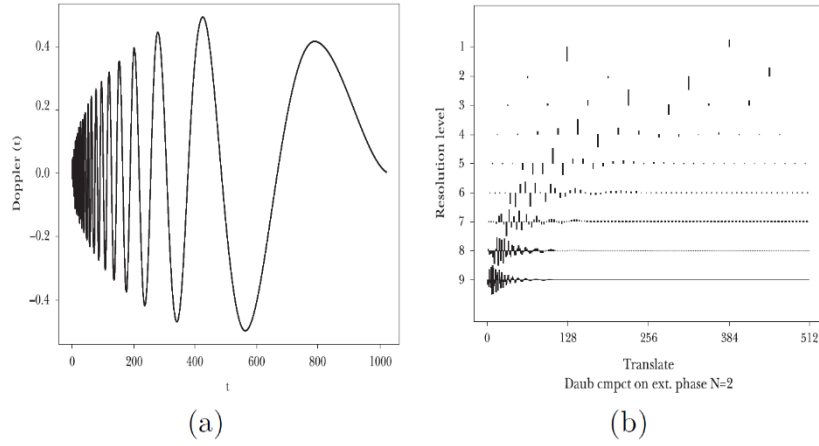 0.4
0.2
0.0
−0.2
−0.4
Doppler (t)
0 200 400 600 800 1000
t
(a)
1
2
3
4
5
6
7
8
9
Resolution level
0 128 256 384 512
Translate
Daub cmpct on ext. phase N=2
(b)